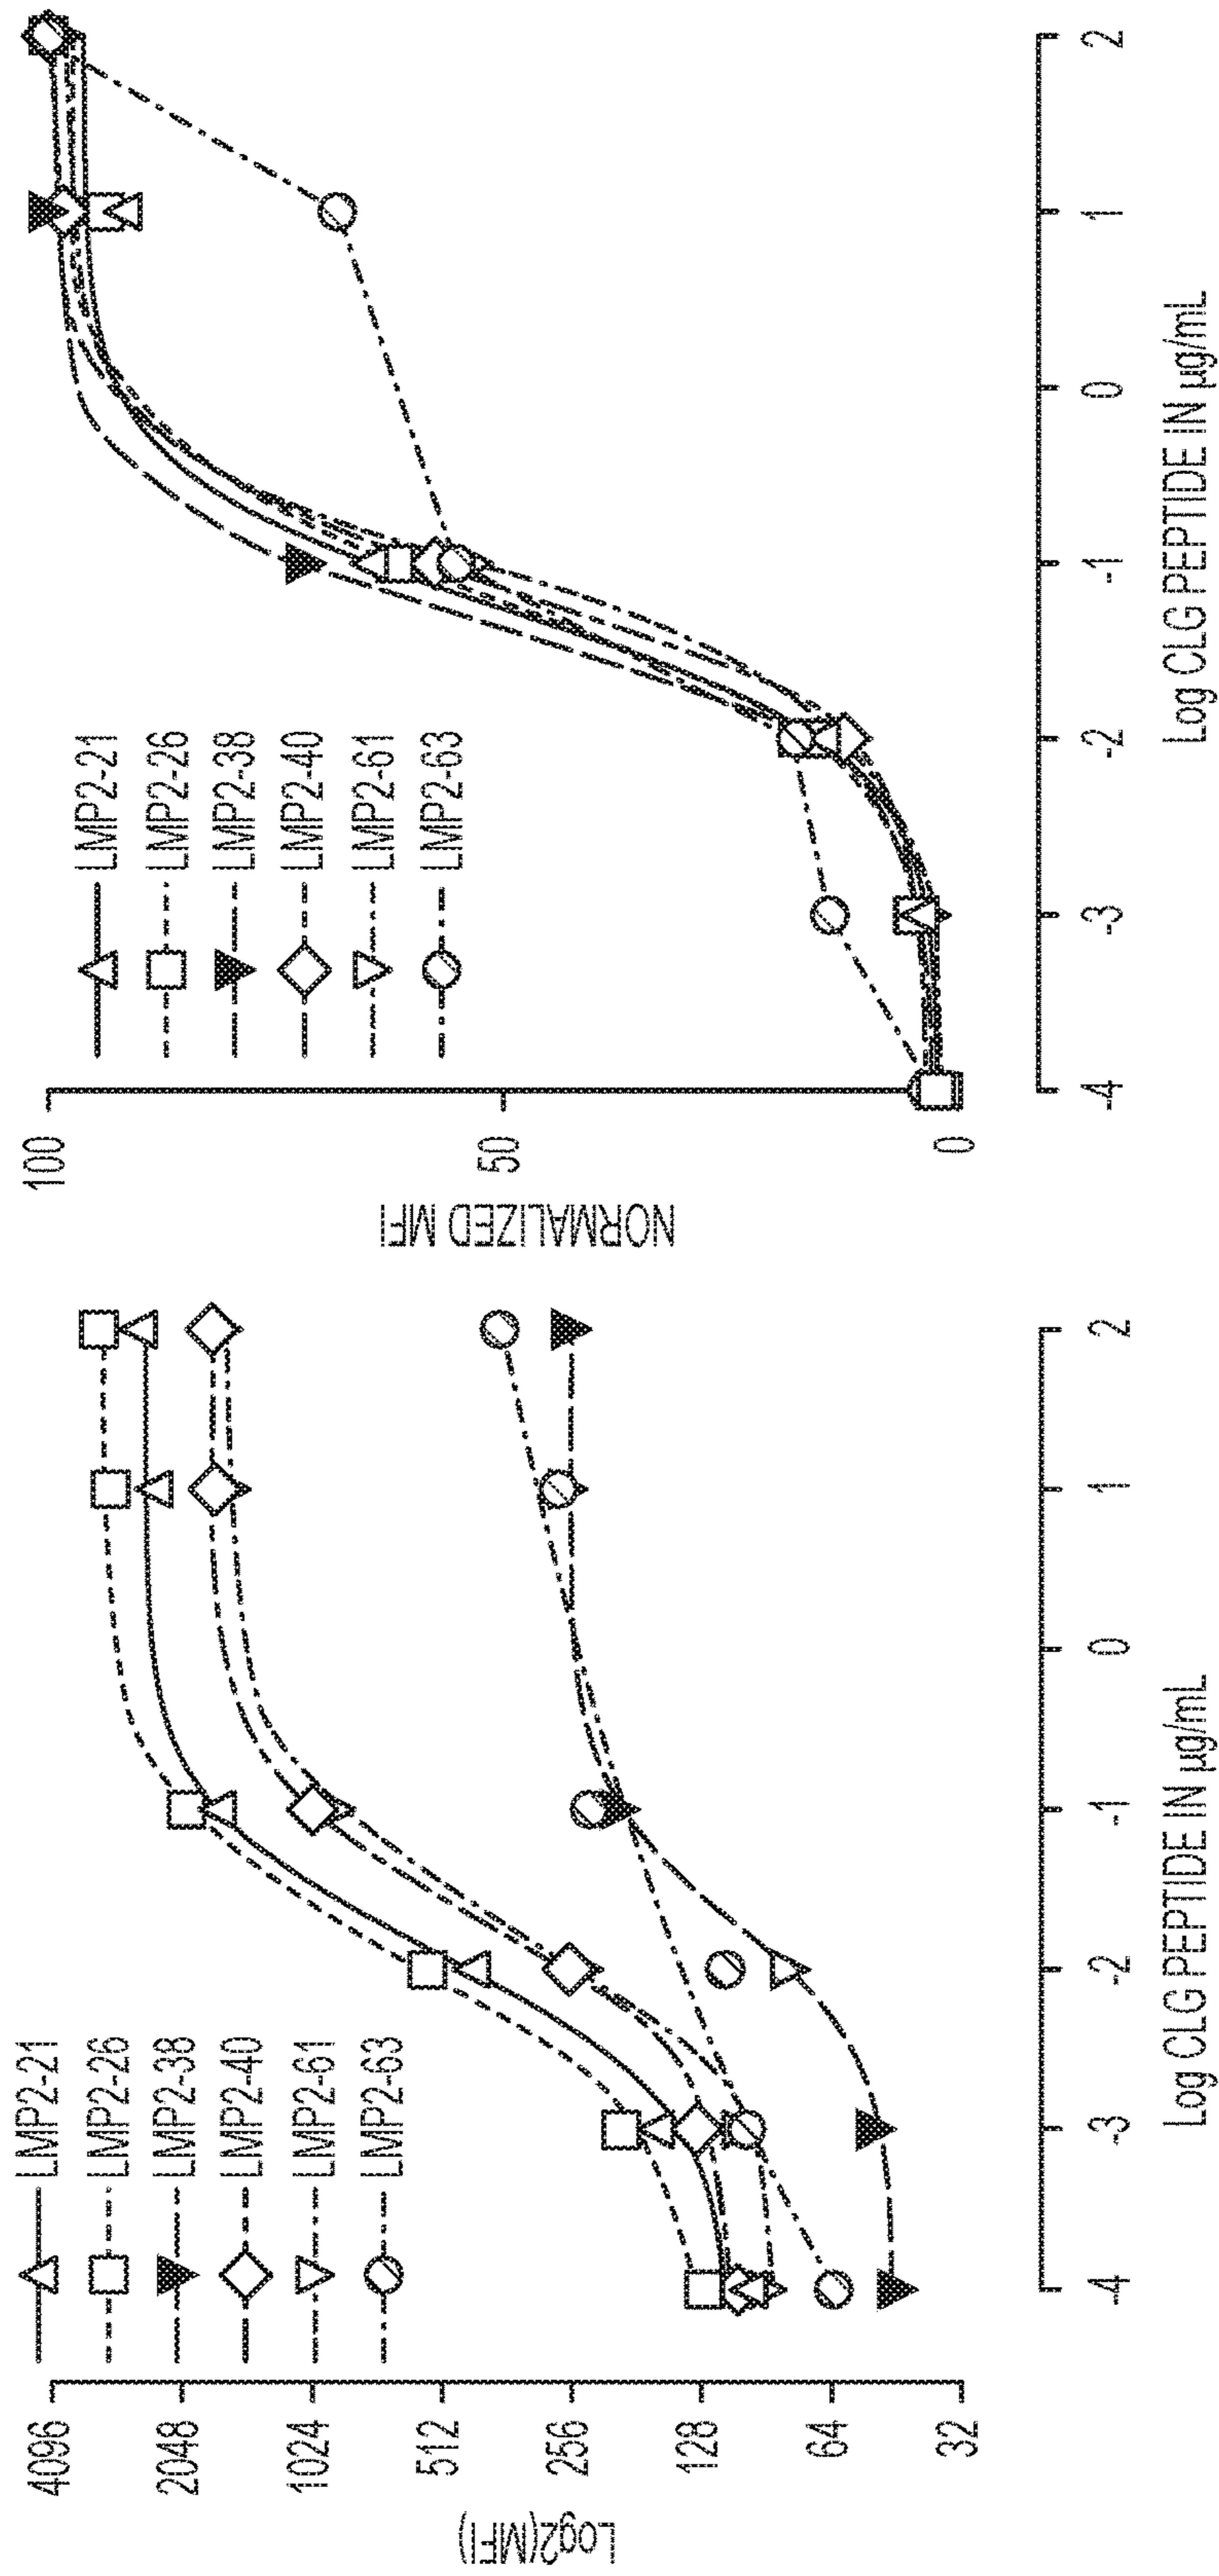 Log2(MFI)
4096
2048
1024
512
256
128
64
32
LMP2-21
LMP2-26
LMP2-38
LMP2-40
LMP2-61
LMP2-63
-4 -3 -2 -1 0 1 2
Log CLG PEPTIDE IN µg/mL
NORMALIZED MFI
100
50
0
LMP2-21
LMP2-26
LMP2-38
LMP2-40
LMP2-61
LMP2-63
-4 -3 -2 -1 0 1 2
Log CLG PEPTIDE IN µg/mL